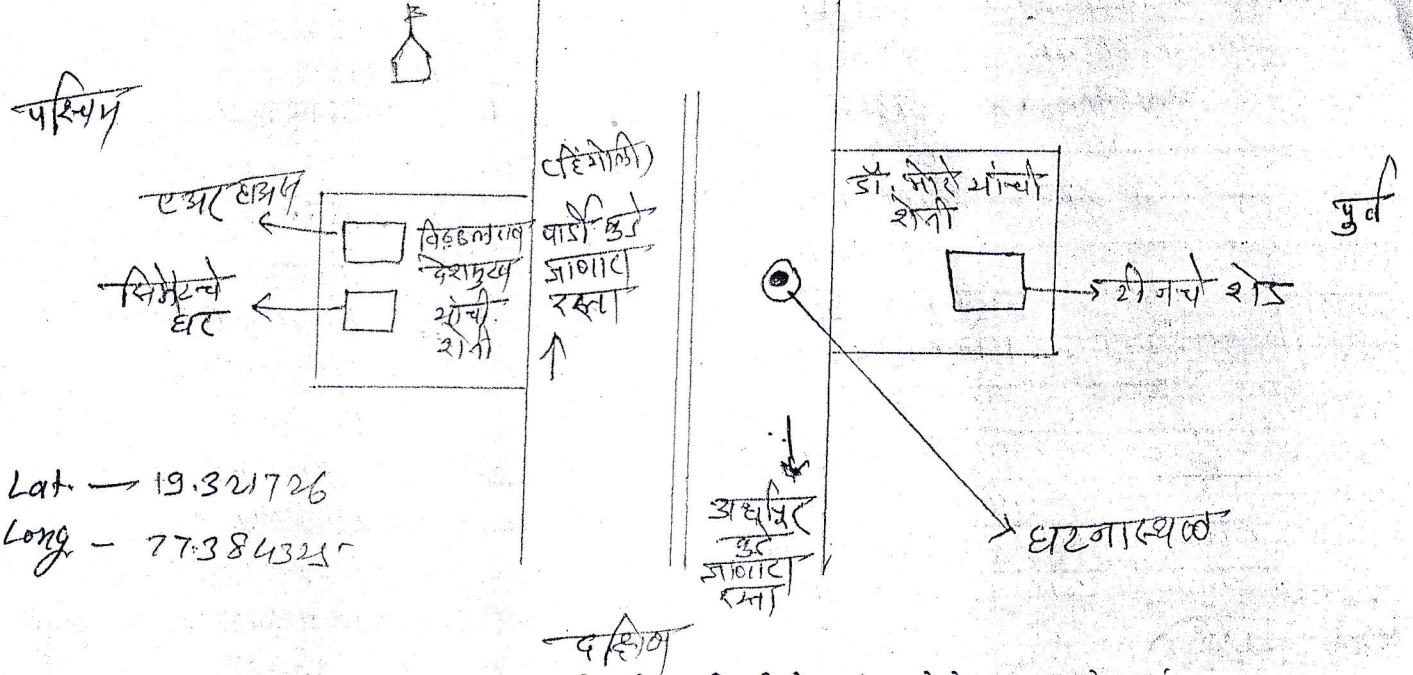 पश्चिम
(हिंगोली)
वार्डी कडे
जाणारा
रस्ता
एअर हाऊस
सिमेंटचे
घर
विठ्ठलराव
देशमुख
यांची
शेती
डॉ. मोरे यांची
शेती
पुर्व
टीनचे शेड
Lat. — 19.321726
Long - 77.384325
अर्धापुर
कडे
जाणारा
रस्ता
घटनास्थळ
दक्षिण